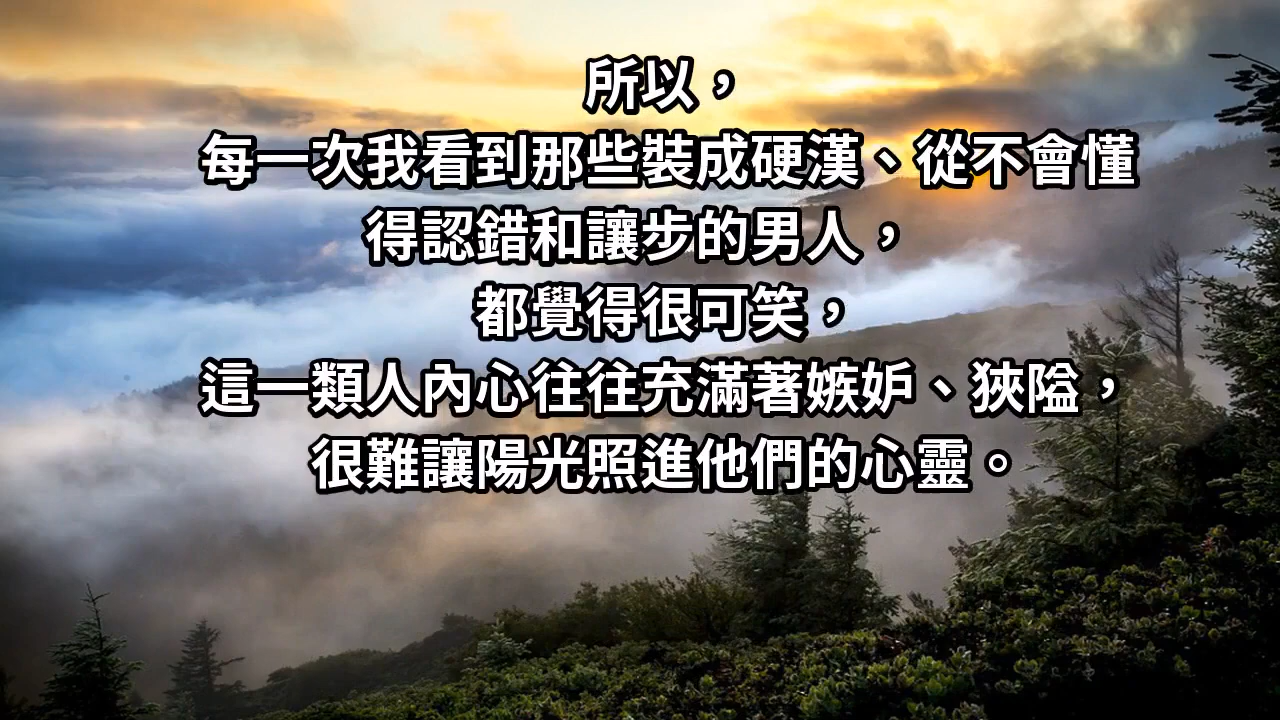 所以，
每一次我看到那些裝成硬漢、從不會懂
得認錯和讓步的男人，
都覺得很可笑，
這一類人內心往往充滿著嫉妒、狹隘，
很難讓陽光照進他們的心靈。